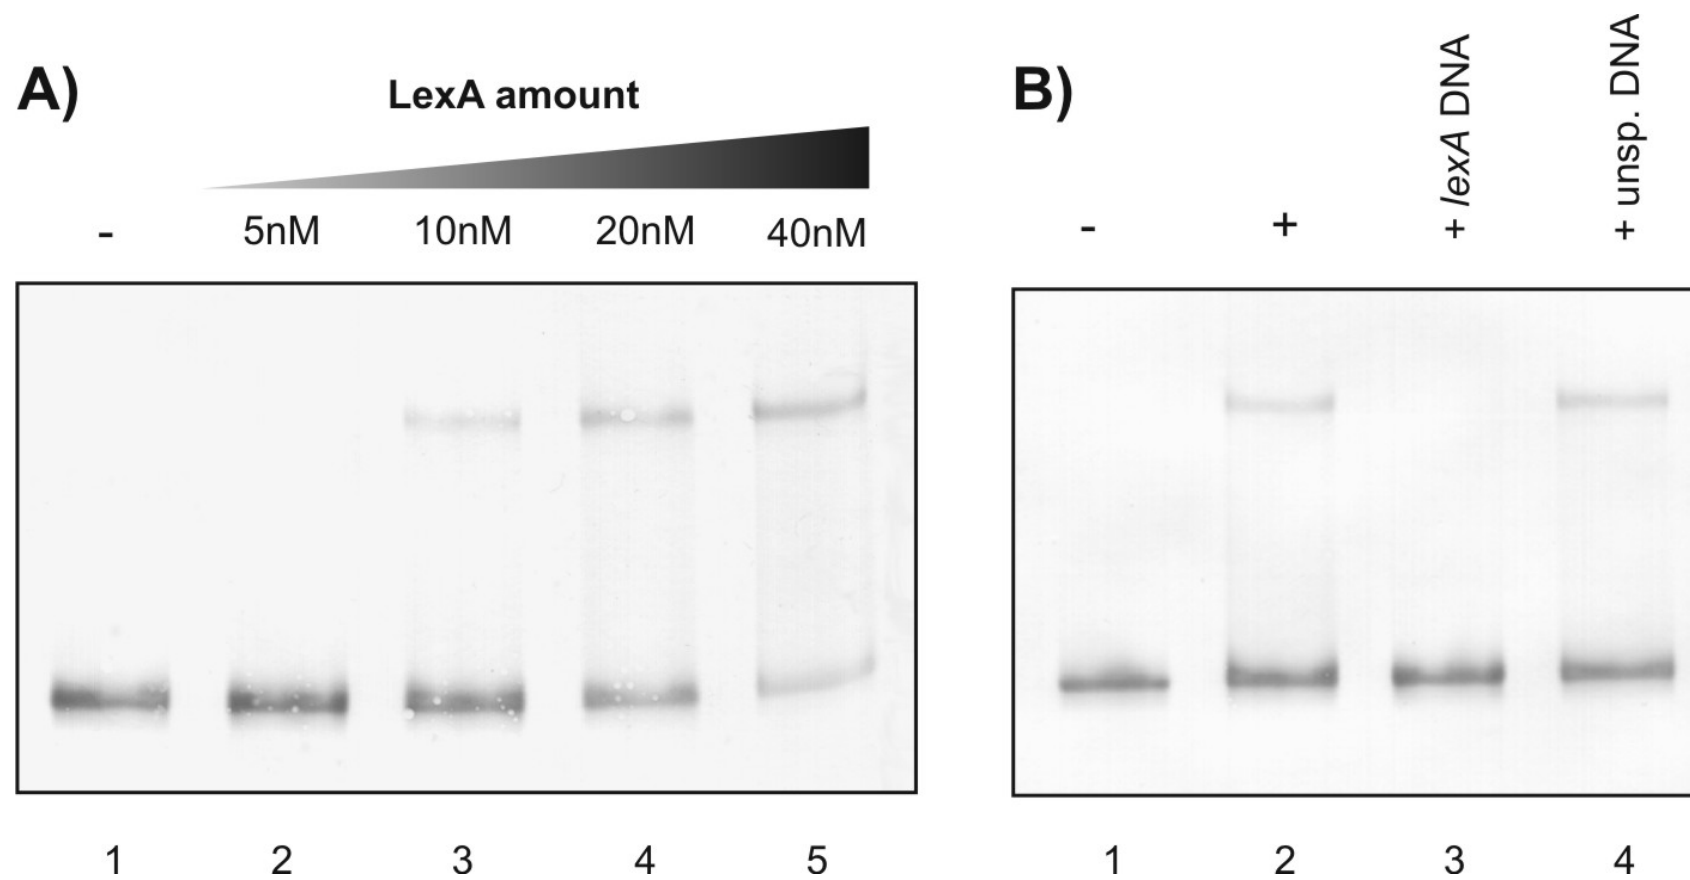 A)
LexA amount
- 5nM 10nM 20nM 40nM
1 2 3 4 5
B)
- + + lexA DNA + unsp. DNA
1 2 3 4